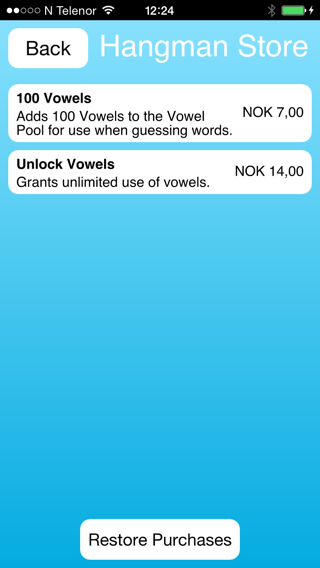 N Telenor 12:24
Back
Hangman Store
100 Vowels
Adds 100 Vowels to the Vowel
Pool for use when guessing words.
NOK 7,00
Unlock Vowels
Grants unlimited use of vowels.
NOK 14,00
Restore Purchases